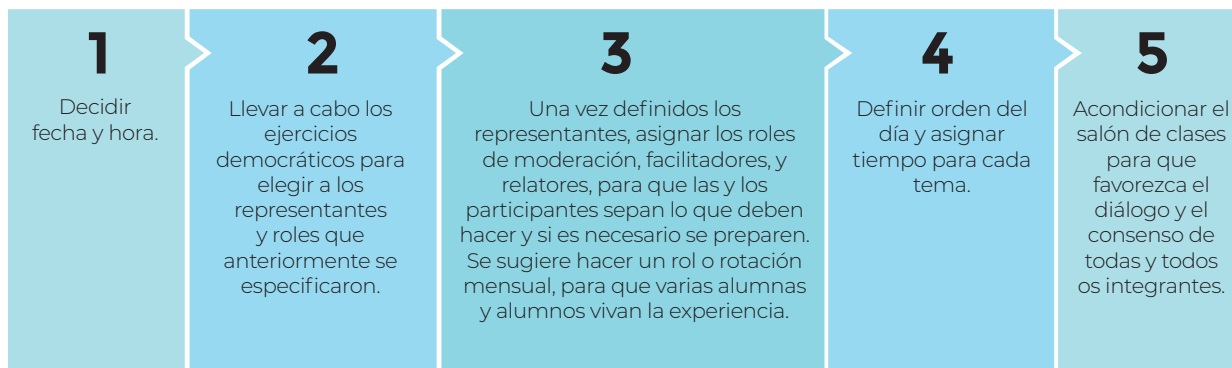 1
Decidir
fecha y hora.
2
Llevar a cabo los
ejercicios
democráticos para
elegir a los
representantes
y roles que
anteriormente se
especificaron.
3
Una vez definidos los
representantes, asignar los roles
de moderación, facilitadores, y
relatores, para que las y los
participantes sepan lo que deben
hacer y si es necesario se preparen.
Se sugiere hacer un rol o rotación
mensual, para que varias alumnas
y alumnos vivan la experiencia.
4
Definir orden del
día y asignar
tiempo para cada
tema.
5
Acondicionar el
salón de clases
para que
favorezca el
diálogo y el
consenso de
todas y todos
os integrantes.